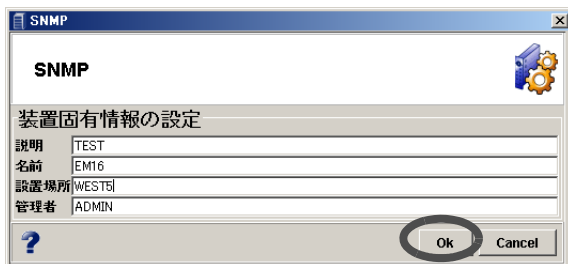 SNMP
SNMP
装置固有情報の設定
説明 TEST
名前 EM16
設置場所 WEST5
管理者 ADMIN
? Ok Cancel